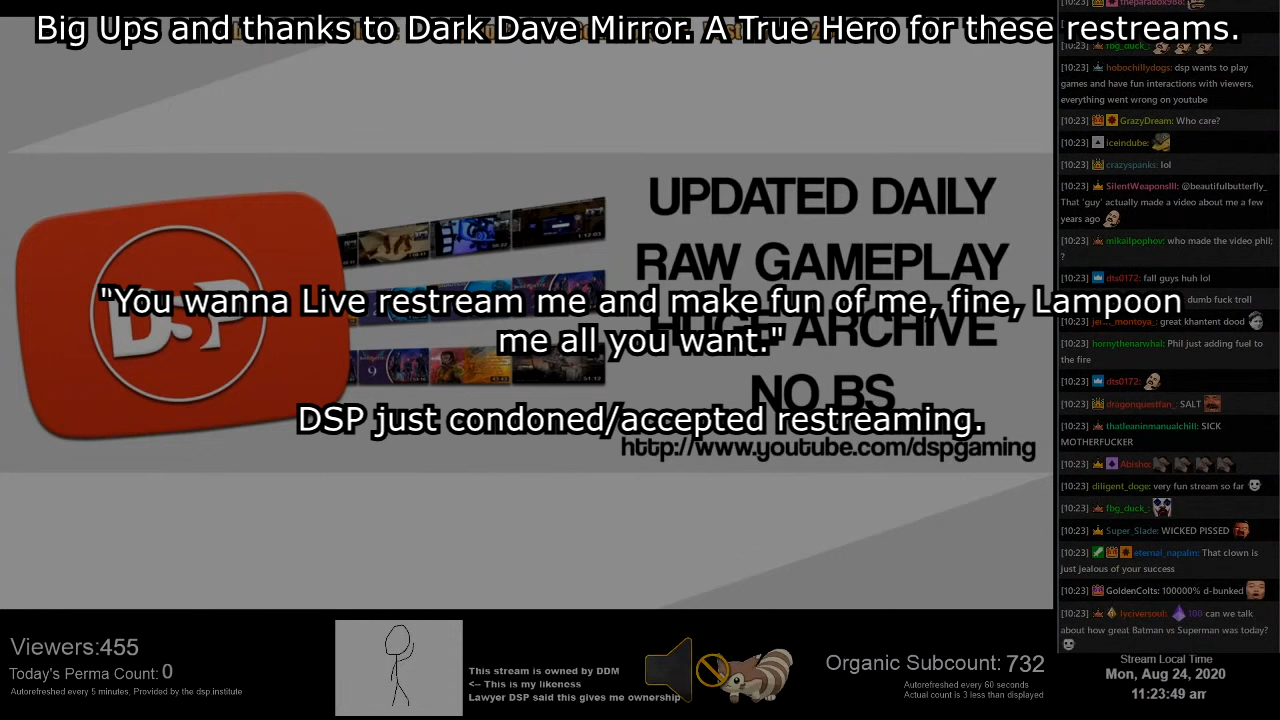 Big Ups and thanks to Dark Dave Mirror. A True Hero for these restreams.
UPDATED DAILY
RAW GAMEPLAY
HUGE ARCHIVE
NO BS
http://www.youtube.com/dspgaming
DSP
"You wanna Live restream me and make fun of me, fine, Lampoon
me all you want."
DSP just condoned/accepted restreaming.
theparadox988:
fbg_duck_:
[10:23] hobochillydogs: dsp wants to play
games and have fun interactions with viewers,
everything went wrong on youtube
[10:23] GrazyDream: Who care?
[10:23] iceindube:
[10:23] crazyspanks: lol
[10:23] SilentWeaponsIII: @beautifulbutterfly_
That 'guy' actually made a video about me a few
years ago
[10:23] mikailpophov: who made the video phil;
?
[10:23] dts0172: fall guys huh lol
dumb fuck troll
[10:23] montoya_: great khantent dood
[10:23] hornythenarwhal: Phil just adding fuel to
the fire
[10:23] dts0172:
[10:23] dragonquestfan_: SALT
[10:23] thatleaninmanualchill: SICK
MOTHERFUCKER
[10:23] Abisho:
[10:23] diligent_doge: very fun stream so far
[10:23] fbg_duck_:
[10:23] Super_Slade: WICKED PISSED
[10:23] eternal_napalm: That clown is
just jealous of your success
[10:23] GoldenColts: 100000% d-bunked
[10:23] lyciversoul: 100 can we talk
about how great Batman vs Superman was today?
Viewers:455
Today's Perma Count: 0
Autorefreshed every 5 minutes, Provided by the dsp.institute
This stream is owned by DDM
<-- This is my likeness
Lawyer DSP said this gives me ownership
Organic Subcount: 732
Autorefreshed every 60 seconds
Actual count is 3 less than displayed
Stream Local Time
Mon, Aug 24, 2020
11:23:49 am